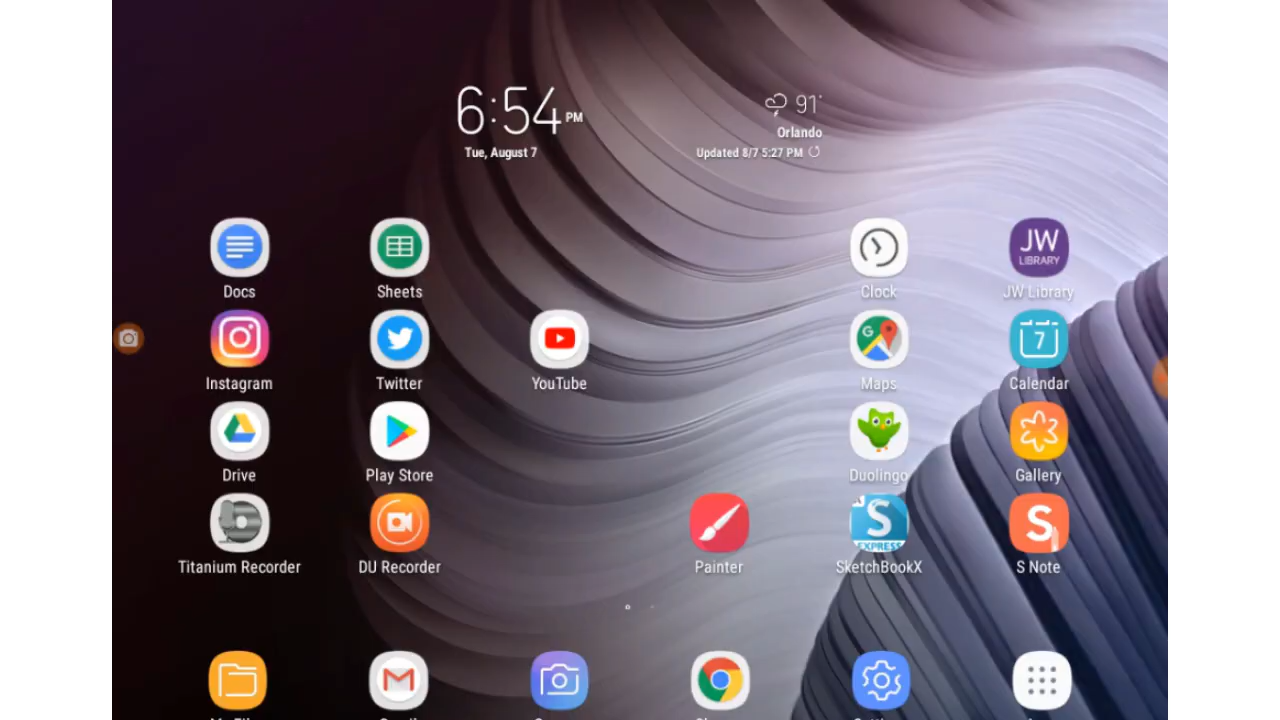 6:54 PM
91°
Orlando
Tue, August 7
Updated 8/7 5:27 PM
JW
LIBRARY
Docs
Sheets
Clock
JW Library
G
7
Instagram
Twitter
YouTube
Maps
Calendar
Drive
Play Store
Duolingo
Gallery
S
EXPRESS
S
Titanium Recorder
DU Recorder
Painter
SketchBookX
S Note